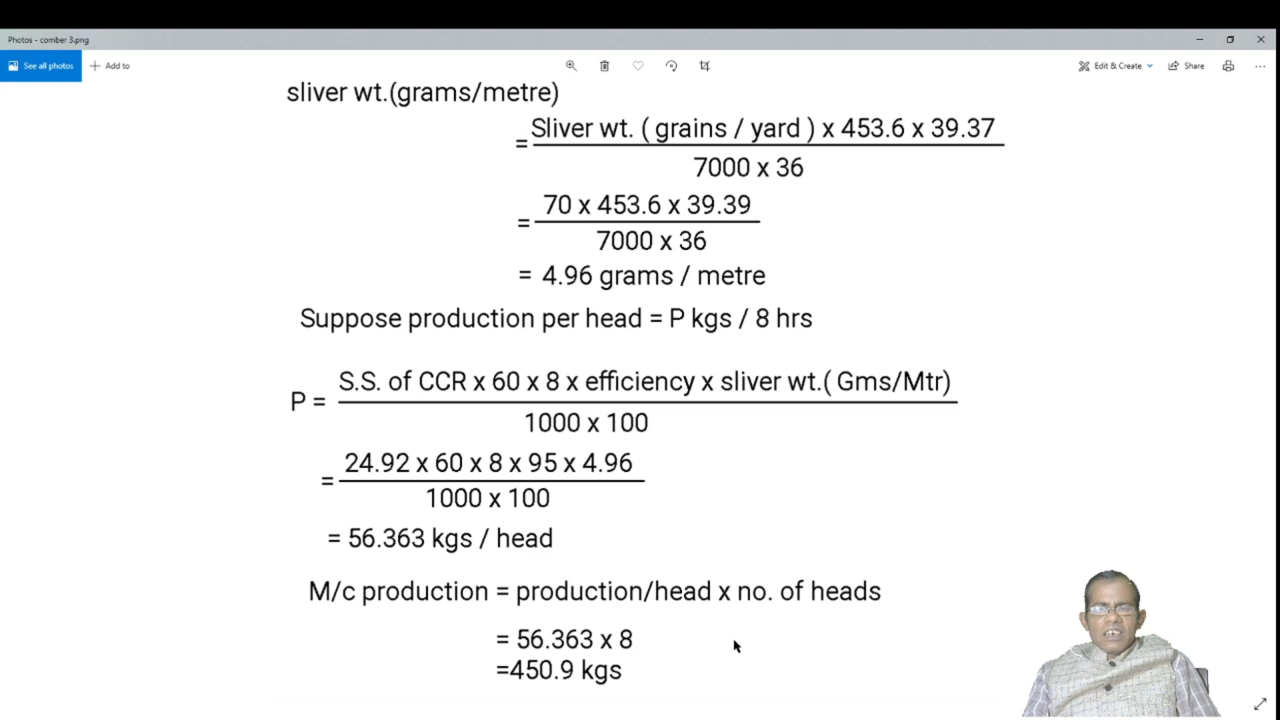 Photos - comber 3.png
See all photos
Add to
Edit & Create
Share
sliver wt.(grams/metre)
= Sliver wt. ( grains / yard ) x 453.6 x 39.37
7000 x 36
= 70 x 453.6 x 39.39
7000 x 36
= 4.96 grams / metre
Suppose production per head = P kgs / 8 hrs
P = S.S. of CCR x 60 x 8 x efficiency x sliver wt.( Gms/Mtr)
1000 x 100
= 24.92 x 60 x 8 x 95 x 4.96
1000 x 100
= 56.363 kgs / head
M/c production = production/head x no. of heads
= 56.363 x 8
=450.9 kgs